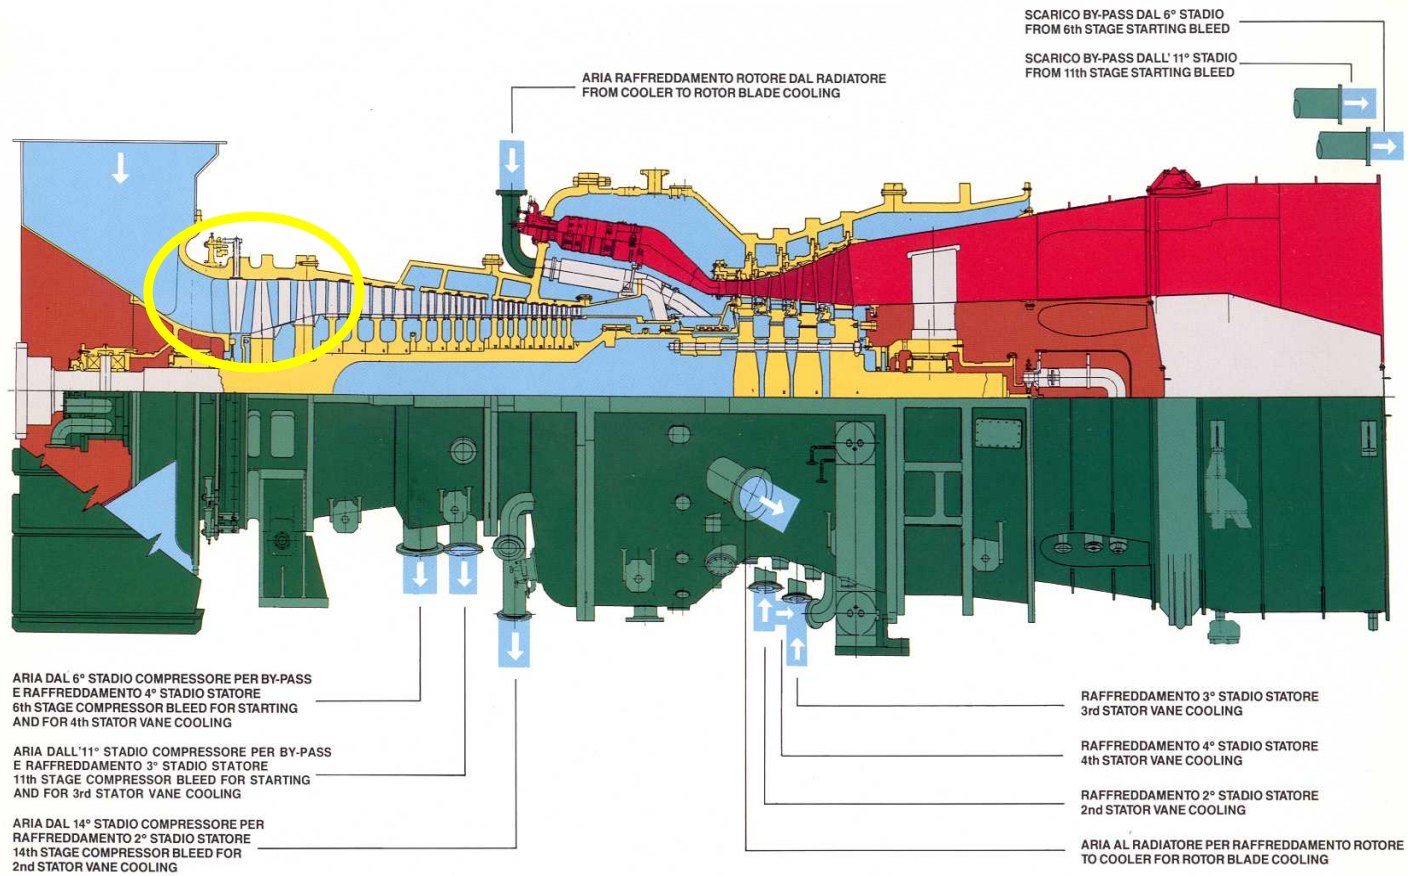 SCARICO BY-PASS DAL 6° STADIO
FROM 6th STAGE STARTING BLEED
SCARICO BY-PASS DALL' 11° STADIO
FROM 11th STAGE STARTING BLEED
ARIA RAFFREDDAMENTO ROTORE DAL RADIATORE
FROM COOLER TO ROTOR BLADE COOLING
ARIA DAL 6° STADIO COMPRESSORE PER BY-PASS
E RAFFREDDAMENTO 4° STADIO STATORE
6th STAGE COMPRESSOR BLEED FOR STARTING
AND FOR 4th STATOR VANE COOLING
ARIA DALL'11° STADIO COMPRESSORE PER BY-PASS
E RAFFREDDAMENTO 3° STADIO STATORE
11th STAGE COMPRESSOR BLEED FOR STARTING
AND FOR 3rd STATOR VANE COOLING
ARIA DAL 14° STADIO COMPRESSORE PER
RAFFREDDAMENTO 2° STADIO STATORE
14th STAGE COMPRESSOR BLEED FOR
2nd STATOR VANE COOLING
RAFFREDDAMENTO 3° STADIO STATORE
3rd STATOR VANE COOLING
RAFFREDDAMENTO 4° STADIO STATORE
4th STATOR VANE COOLING
RAFFREDDAMENTO 2° STADIO STATORE
2nd STATOR VANE COOLING
ARIA AL RADIATORE PER RAFFREDDAMENTO ROTORE
TO COOLER FOR ROTOR BLADE COOLING